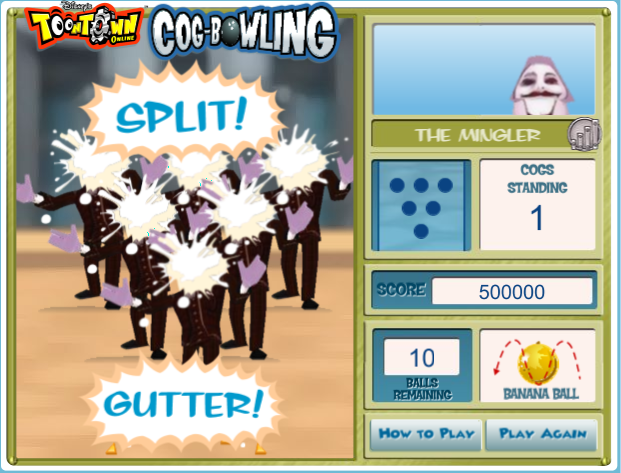 Disney's
TOONTOWN
ONLINE
COG-BOWLING
SPLIT!
GUTTER!
THE MINGLER
COGS
STANDING
1
SCORE 500000
10
BALLS
REMAINING
BANANA BALL
HOW TO PLAY
PLAY AGAIN